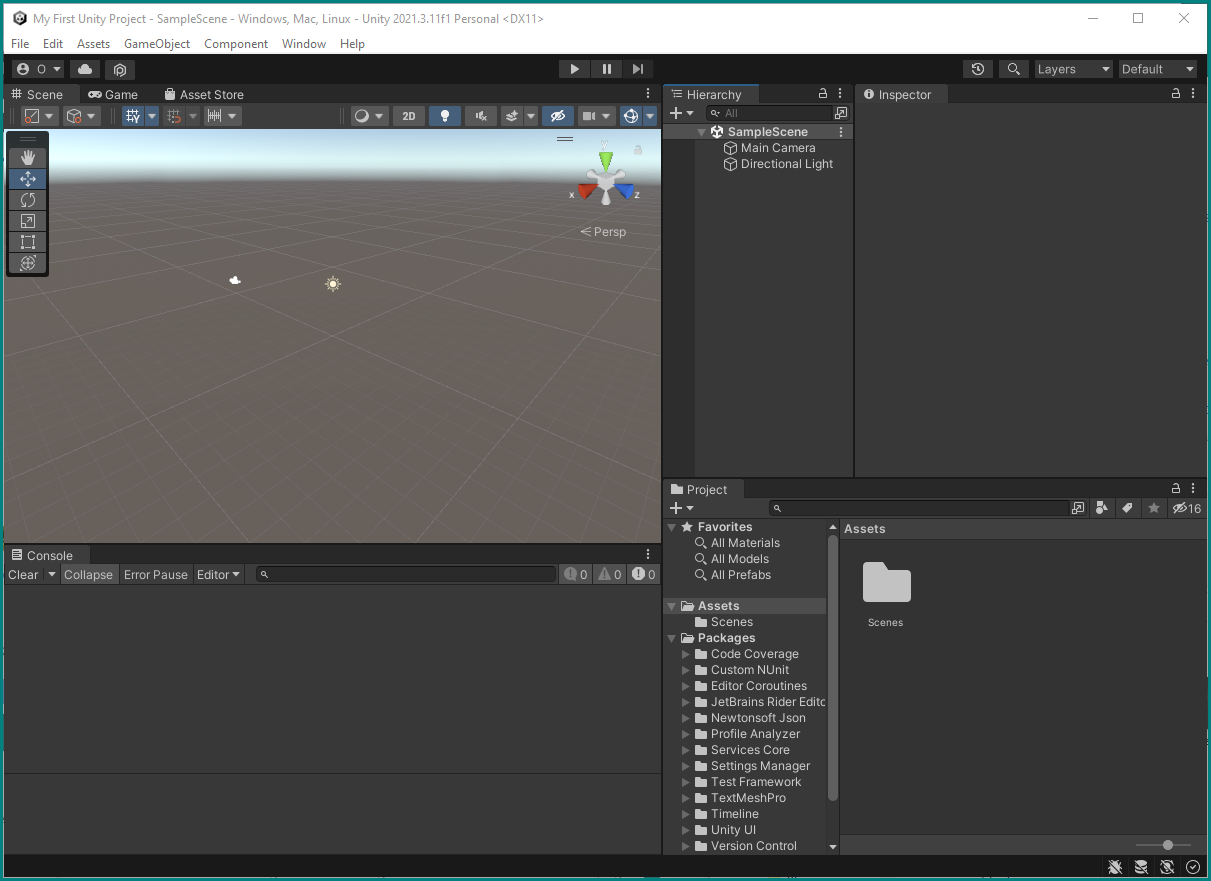 My First Unity Project - SampleScene - Windows, Mac, Linux - Unity 2021.3.11f1 Personal <DX11>
File Edit Assets GameObject Component Window Help
O Layers Default
Scene Game Asset Store
2D
y
x
z
Persp
Hierarchy
All
SampleScene
Main Camera
Directional Light
Inspector
Console
Clear Collapse Error Pause Editor 0 0 0
Project
16
Favorites
All Materials
All Models
All Prefabs
Assets
Scenes
Packages
Code Coverage
Custom NUnit
Editor Coroutines
JetBrains Rider Edito
Newtonsoft Json
Profile Analyzer
Services Core
Settings Manager
Test Framework
TextMeshPro
Timeline
Unity UI
Version Control
Assets
Scenes